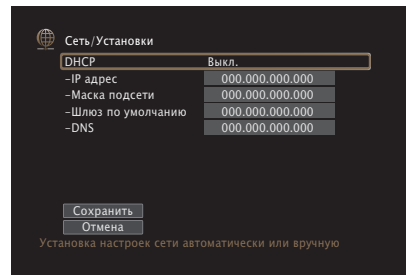 Сеть/Установки
DHCP Выкл.
–IP адрес 000.000.000.000
–Маска подсети 000.000.000.000
–Шлюз по умолчанию 000.000.000.000
–DNS 000.000.000.000
Сохранить
Отмена
Установка настроек сети автоматически или вручную